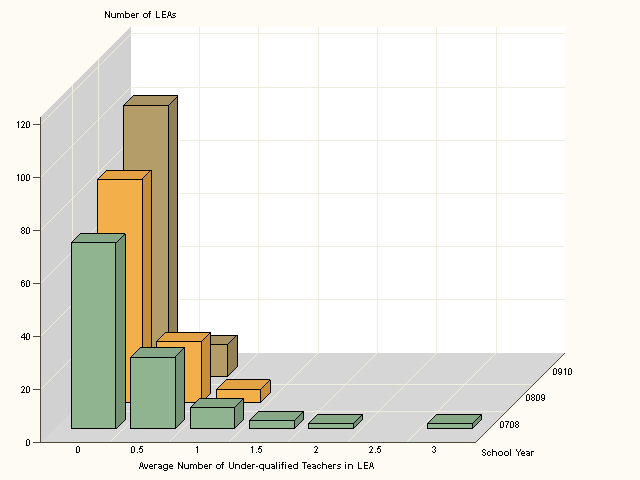 Number of LEAs
120
100
80
60
40
20
0
0910
0809
0708
0 0.5 1 1.5 2 2.5 3
School Year
Average Number of Under-qualified Teachers in LEA